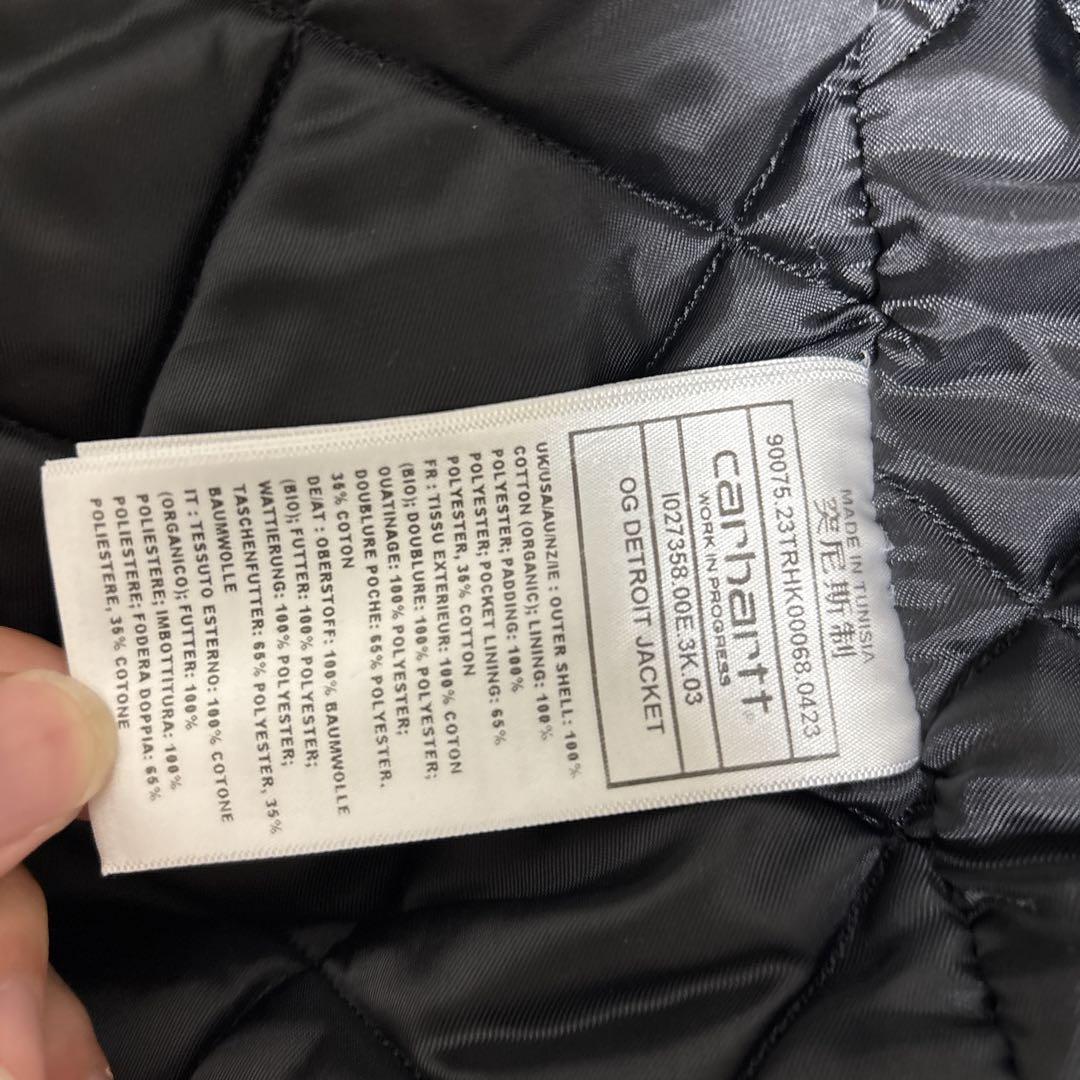 MADE IN TUNISIA
突尼斯制
90075.23TRHK000068.0423
carhartt
WORK IN PROGRESS
I027358.00E.3K.03
OG DETROIT JACKET
UK/USA/AU/NZ/IE : OUTER SHELL: 100%
COTTON (ORGANIC); LINING: 100%
POLYESTER; PADDING: 100%
POLYESTER; POCKET LINING: 65%
POLYESTER, 35% COTTON
FR : TISSU EXTERIEUR: 100% COTON
(BIO); DOUBLURE: 100% POLYESTER;
OUATINAGE: 100% POLYESTER;
DOUBLURE POCHE: 65% POLYESTER,
35% COTON
DE/AT : OBERSTOFF: 100% BAUMWOLLE
(BIO); FUTTER: 100% POLYESTER;
WATTIERUNG: 100% POLYESTER;
TASCHENFUTTER: 65% POLYESTER, 35%
BAUMWOLLE
IT : TESSUTO ESTERNO: 100% COTONE
(ORGANICO); FUTTER: 100%
POLIESTERE; IMBOTTITURA: 100%
POLIESTERE; FODERA DOPPIA: 65%
POLIESTERE, 35% COTONE